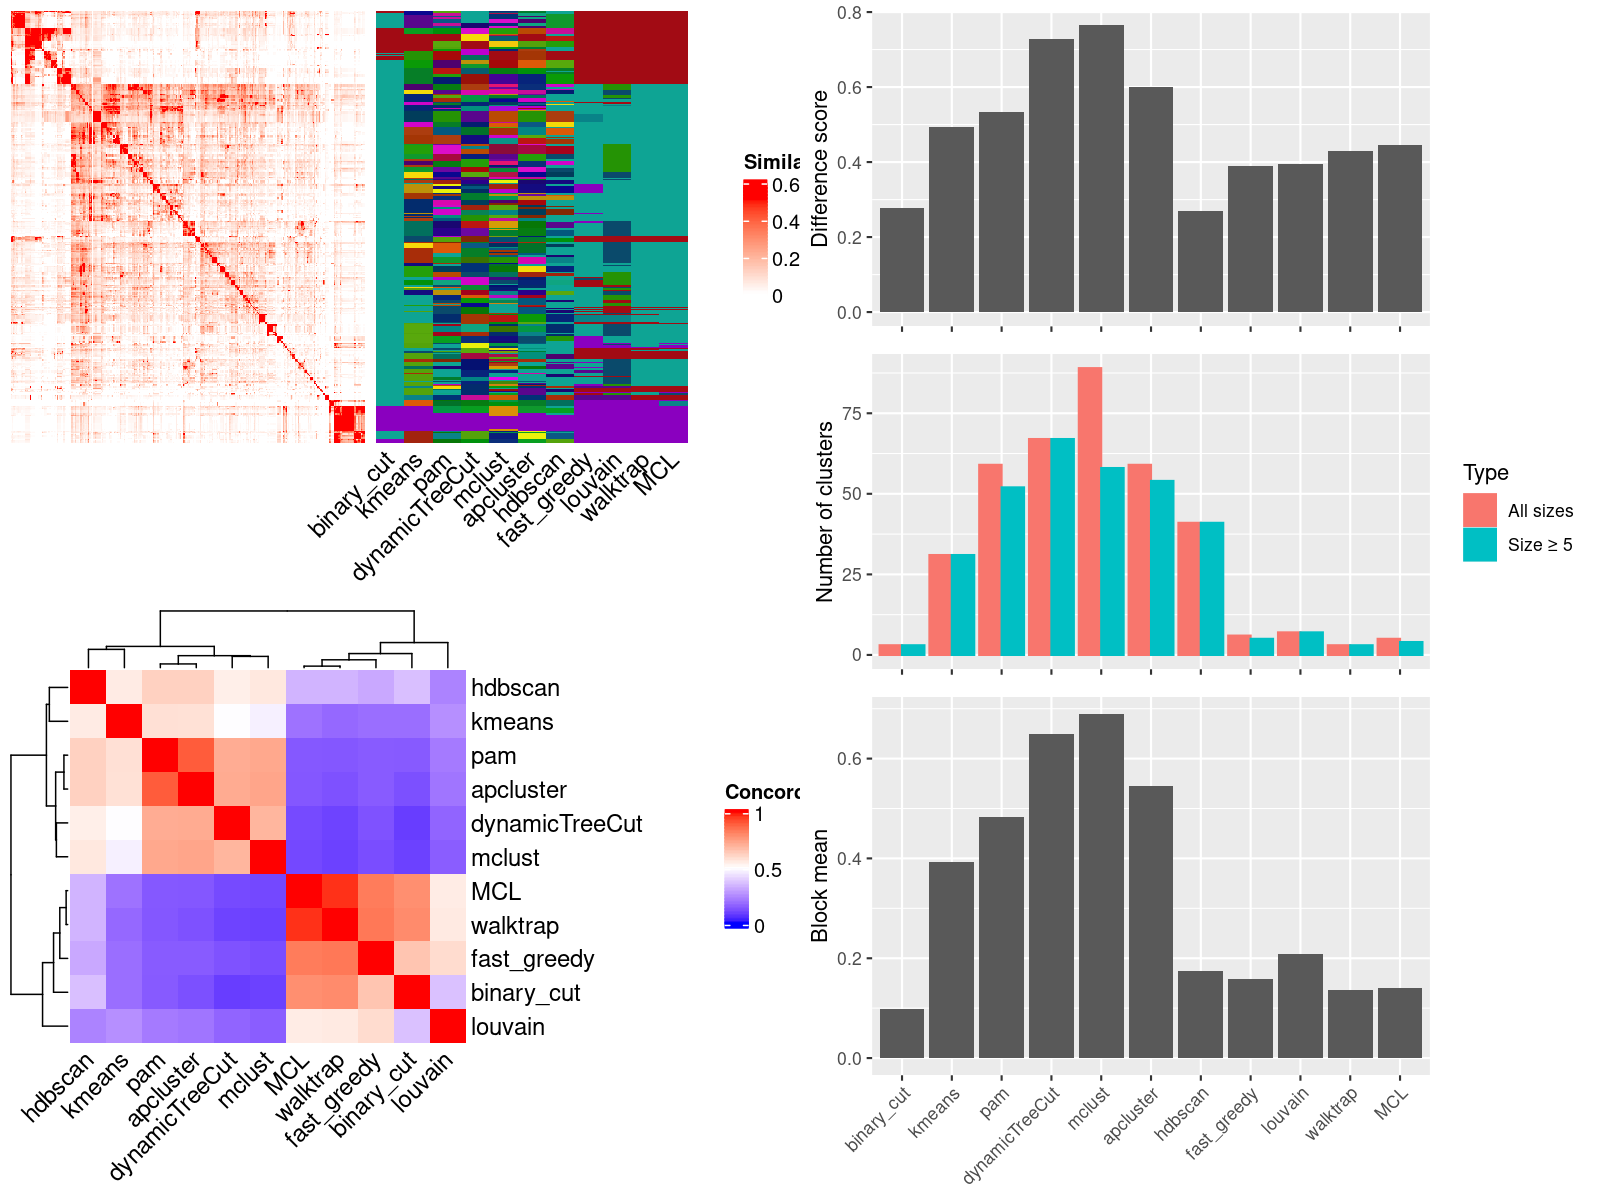 Simila
0.6
0.4
0.2
0
binary_cut
kmeans
pam
dynamicTreeCut
mclust
apcluster
hdbscan
fast_greedy
louvain
walktrap
MCL
hdbscan
kmeans
pam
apcluster
dynamicTreeCut
mclust
MCL
walktrap
fast_greedy
binary_cut
louvain
hdbscan
kmeans
pam
apcluster
dynamicTreeCut
mclust
MCL
walktrap
fast_greedy
binary_cut
louvain
Concord
1
0.5
0
Difference score
0.8
0.6
0.4
0.2
0.0
Number of clusters
75
50
25
0
Type
All sizes
Size ≥ 5
Block mean
0.6
0.4
0.2
0.0
binary_cut
kmeans
pam
dynamicTreeCut
mclust
apcluster
hdbscan
fast_greedy
louvain
walktrap
MCL